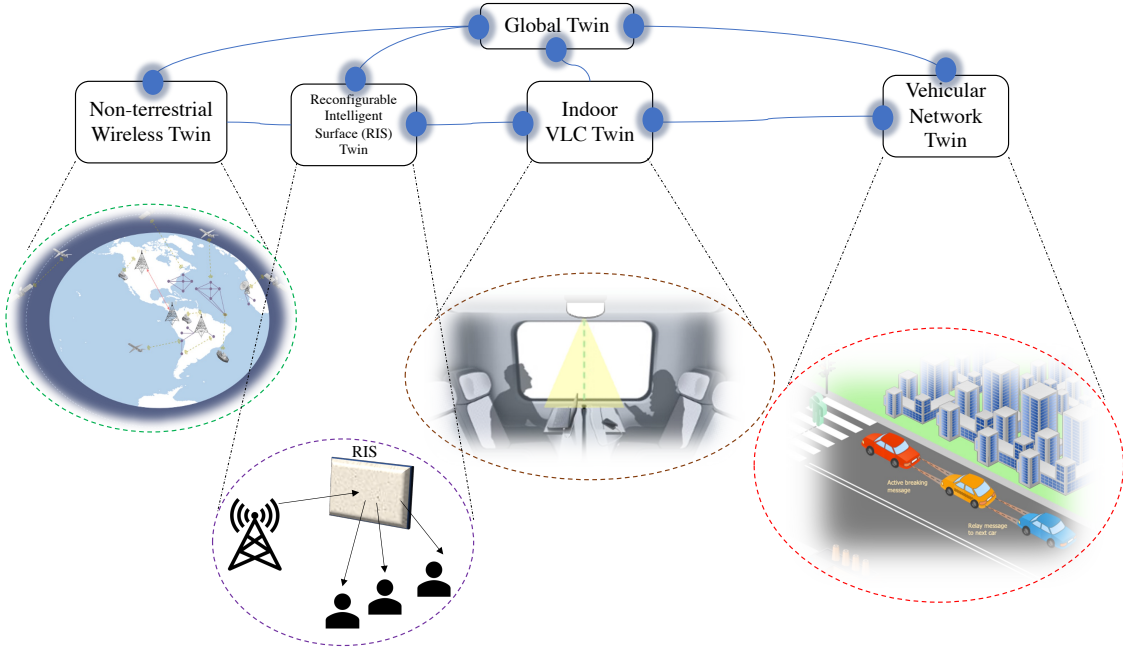 Global Twin
Non-terrestrial
Wireless Twin
Reconfigurable
Intelligent
Surface (RIS)
Twin
Indoor
VLC Twin
Vehicular
Network
Twin
RIS
Active breaking
message
Relay message
to next car